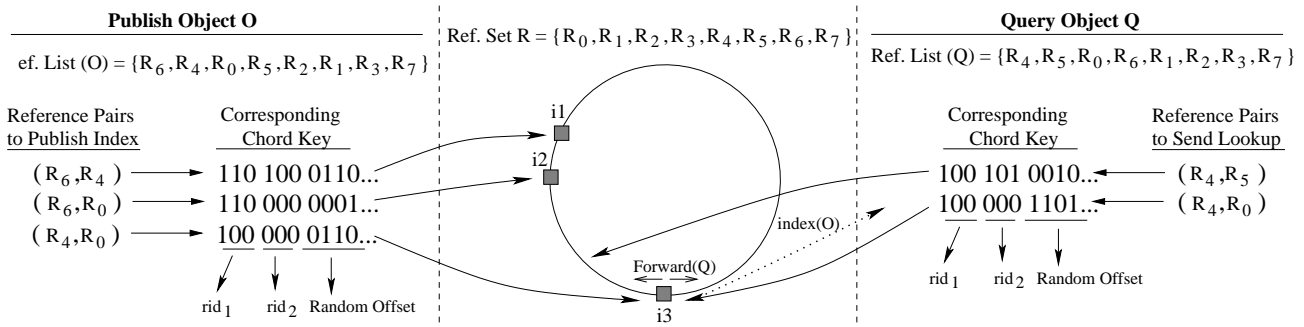 Publish Object O
ef. List (O) = {R6,R4,R0,R5,R2,R1,R3,R7}
Reference Pairs
to Publish Index
Corresponding
Chord Key
(R6,R4)
110 100 0110...
(R6,R0)
110 000 0001...
(R4,R0)
100 000 0110...
rid1
rid2
Random Offset
Ref. Set R = {R0,R1,R2,R3,R4,R5,R6,R7}
i1
i2
index(O)
Forward(Q)
i3
Query Object Q
Ref. List (Q) = {R4,R5,R0,R6,R1,R2,R3,R7}
Corresponding
Chord Key
Reference Pairs
to Send Lookup
100 101 0010...
(R4,R5)
100 000 1101...
(R4,R0)
rid1
rid2
Random Offset